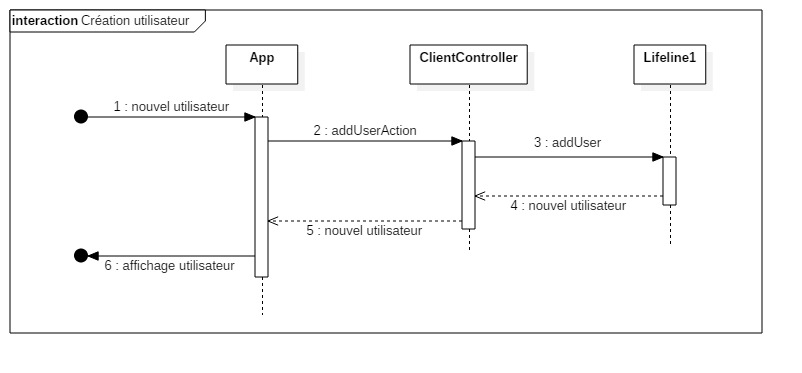 interaction Création utilisateur
App
ClientController
Lifeline1
1 : nouvel utilisateur
2 : addUserAction
3 : addUser
4 : nouvel utilisateur
5 : nouvel utilisateur
6 : affichage utilisateur